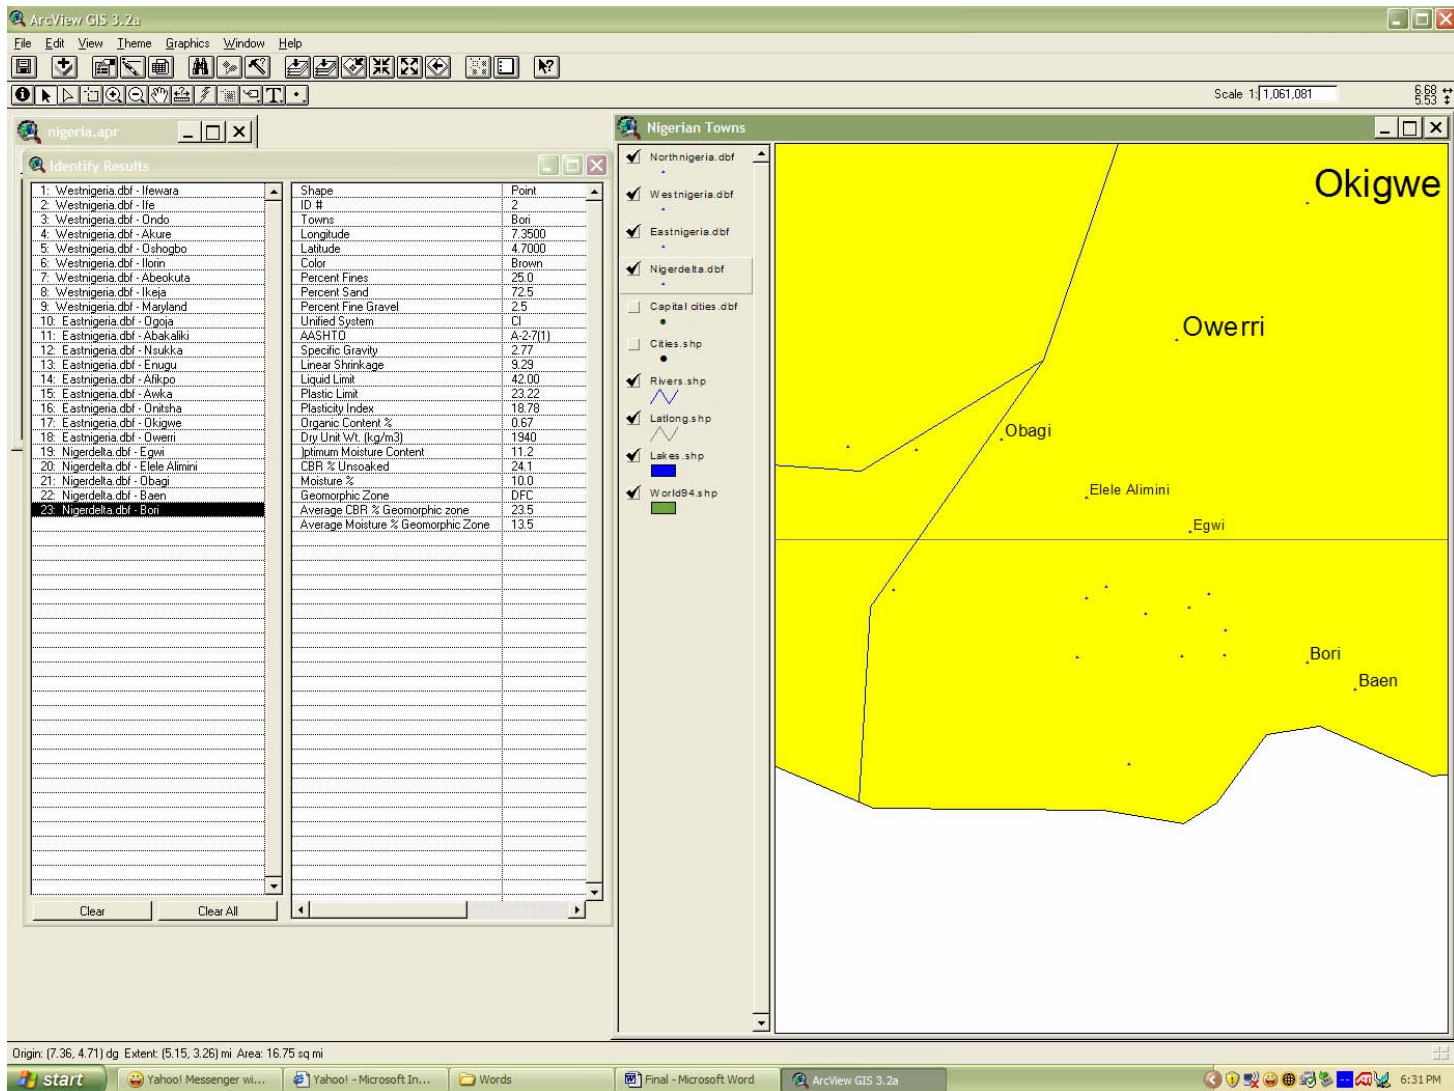 ArcView GIS 3.2a
File Edit View Theme Graphics Window Help
Scale 1: 1,061,081
6.68
5.53
nigeria.apr
Identify Results
1: Westnigeria.dbf - Ifewara
2: Westnigeria.dbf - Ife
3: Westnigeria.dbf - Ondo
4: Westnigeria.dbf - Akure
5: Westnigeria.dbf - Oshogbo
6: Westnigeria.dbf - Ilorin
7: Westnigeria.dbf - Abeokuta
8: Westnigeria.dbf - Ikeja
9: Westnigeria.dbf - Maryland
10: Eastnigeria.dbf - Ogoja
11: Eastnigeria.dbf - Abakaliki
12: Eastnigeria.dbf - Nsukka
13: Eastnigeria.dbf - Enugu
14: Eastnigeria.dbf - Afikpo
15: Eastnigeria.dbf - Awka
16: Eastnigeria.dbf - Onitsha
17: Eastnigeria.dbf - Okigwe
18: Eastnigeria.dbf - Owerri
19: Nigerdelta.dbf - Egwi
20: Nigerdelta.dbf - Elele Alimini
21: Nigerdelta.dbf - Obagi
22: Nigerdelta.dbf - Baen
23: Nigerdelta.dbf - Bori
Shape Point
ID # 2
Towns Bori
Longitude 7.3500
Latitude 4.7000
Color Brown
Percent Fines 25.0
Percent Sand 72.5
Percent Fine Gravel 2.5
Unified System CI
AASHTO A-2-7(1)
Specific Gravity 2.77
Linear Shrinkage 9.29
Liquid Limit 42.00
Plastic Limit 23.22
Plasticity Index 18.78
Organic Content % 0.67
Dry Unit Wt. (kg/m3) 1940
)ptimum Moisture Content 11.2
CBR % Unsoaked 24.1
Moisture % 10.0
Geomorphic Zone DFC
Average CBR % Geomorphic zone 23.5
Average Moisture % Geomorphic Zone 13.5
Clear Clear All
Nigerian Towns
Northnigeria.dbf
Westnigeria.dbf
Eastnigeria.dbf
Nigerdelta.dbf
Capital cities.dbf
Cities.shp
Rivers.shp
Latlong.shp
Lakes.shp
World94.shp
Okigwe
Owerri
Obagi
Elele Alimini
Egwi
Bori
Baen
Origin: (7.36, 4.71) dg Extent: (5.15, 3.26) mi Area: 16.75 sq mi
start
Yahoo! Messenger wi...
Yahoo! - Microsoft In...
Words
Final - Microsoft Word
ArcView GIS 3.2a
6:31 PM